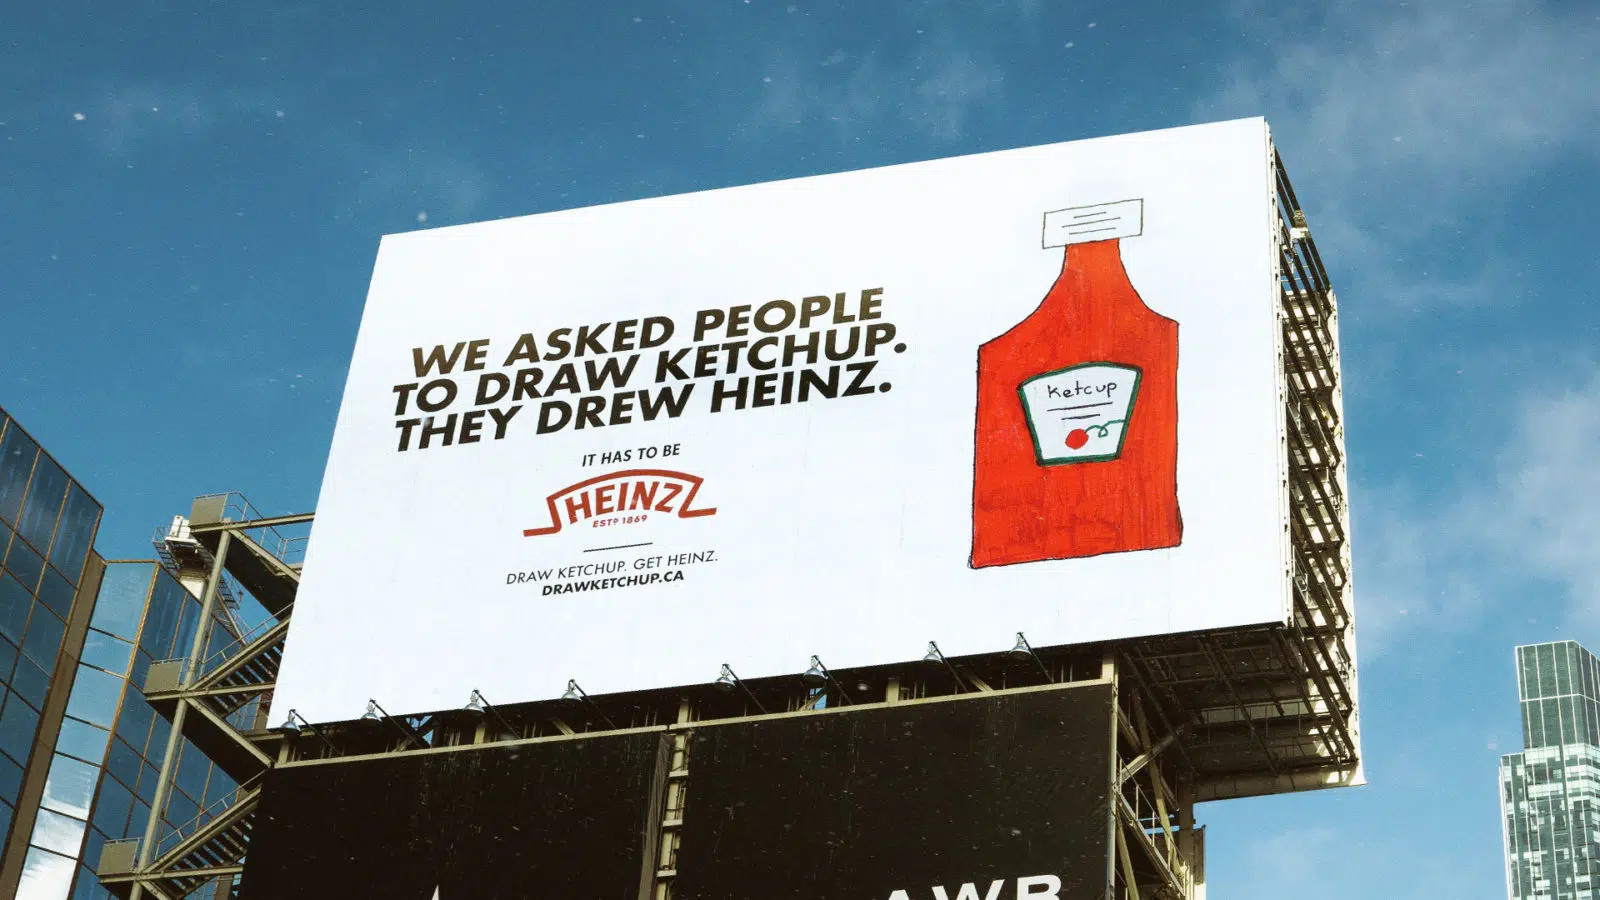 WE ASKED PEOPLE
TO DRAW KETCHUP.
THEY DREW HEINZ.
IT HAS TO BE
HEINZ
ESTD 1869
DRAW KETCHUP. GET HEINZ.
DRAWKETCHUP.CA
Ketcup